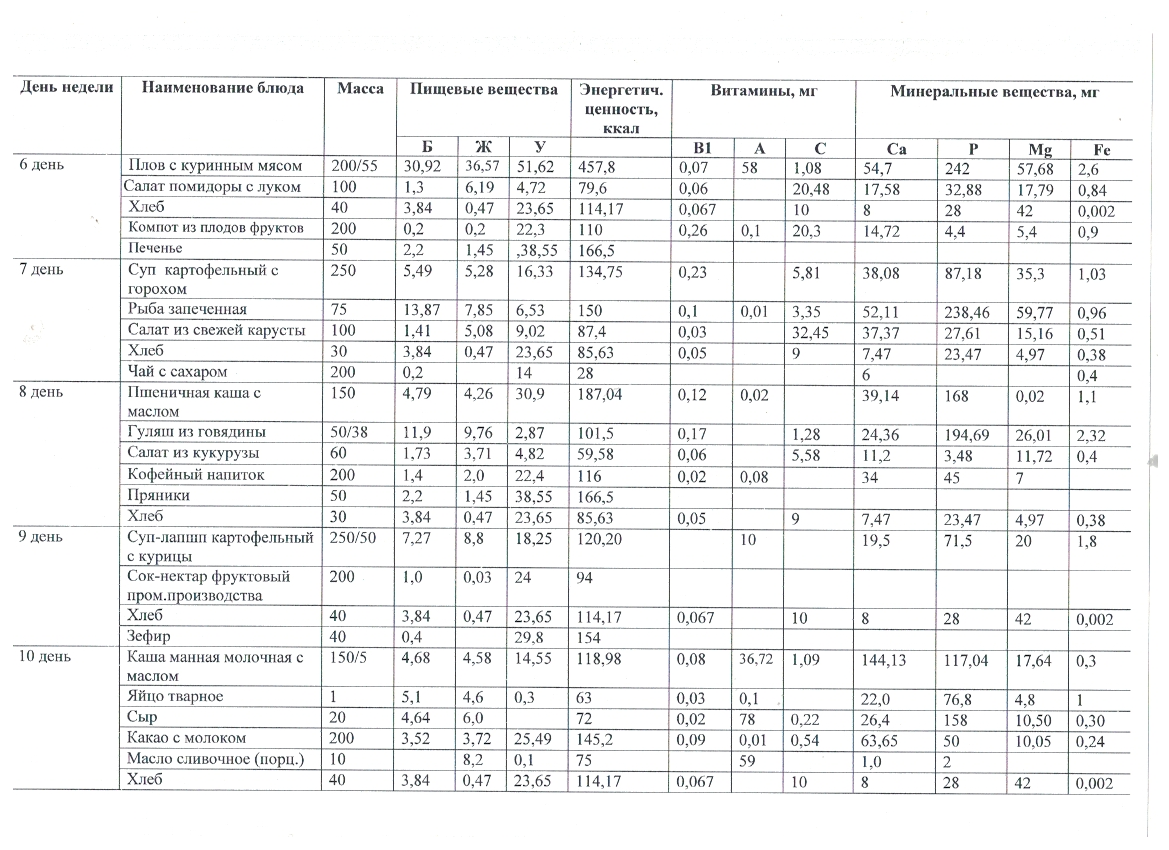 День недели Наименование блюда Масса Пищевые вещества Энергетич. ценность, ккал Витамины, мг Минеральные вещества, мг
Б Ж У В1 А С Са Р Mg Fe
6 день Плов с куринным мясом 200/55 30,92 36,57 51,62 457,8 0,07 58 1,08 54,7 242 57,68 2,6
Салат помидоры с луком 100 1,3 6,19 4,72 79,6 0,06 20,48 17,58 32,88 17,79 0,84
Хлеб 40 3,84 0,47 23,65 114,17 0,067 10 8 28 42 0,002
Компот из плодов фруктов 200 0,2 0,2 22,3 110 0,26 0,1 20,3 14,72 4,4 5,4 0,9
Печенье 50 2,2 1,45 ,38,55 166,5
7 день Суп картофельный с 250 5,49 5,28 16,33 134,75 0,23 5,81 38,08 87,18 35,3 1,03
горохом
Рыба запеченная 75 13,87 7,85 6,53 150 0,1 0,01 3,35 52,11 238,46 59,77 0,96
Салат из свежей карусты 100 1,41 5,08 9,02 87,4 0,03 32,45 37,37 27,61 15,16 0,51
Хлеб 30 3,84 0,47 23,65 85,63 0,05 9 7,47 23,47 4,97 0,38
Чай с сахаром 200 0,2 14 28 6 0,4
8 день Пшеничная каша с 150 4,79 4,26 30,9 187,04 0,12 0,02 39,14 168 0,02 1,1
маслом
Гуляш из говядины 50/38 11,9 9,76 2,87 101,5 0,17 1,28 24,36 194,69 26,01 2,32
Салат из кукурузы 60 1,73 3,71 4,82 59,58 0,06 5,58 11,2 3,48 11,72 0,4
Кофейный напиток 200 1,4 2,0 22,4 116 0,02 0,08 34 45 7
Пряники 50 2,2 1,45 38,55 166,5
Хлеб 30 3,84 0,47 23,65 85,63 0,05 9 7,47 23,47 4,97 0,38
9 день Суп-лапшп картофельный 250/50 7,27 8,8 18,25 120,20 10 19,5 71,5 20 1,8
с курицы
Сок-нектар фруктовый 200 1,0 0,03 24 94
пром.производства
Хлеб 40 3,84 0,47 23,65 114,17 0,067 10 8 28 42 0,002
Зефир 40 0,4 29,8 154
10 день Каша манная молочная с 150/5 4,68 4,58 14,55 118,98 0,08 36,72 1,09 144,13 117,04 17,64 0,3
маслом
Яйцо тварное 1 5,1 4,6 0,3 63 0,03 0,1 22,0 76,8 4,8 1
Сыр 20 4,64 6,0 72 0,02 78 0,22 26,4 158 10,50 0,30
Какао с молоком 200 3,52 3,72 25,49 145,2 0,09 0,01 0,54 63,65 50 10,05 0,24
Масло сливочное (порц.) 10 8,2 0,1 75 59 1,0 2
Хлеб 40 3,84 0,47 23,65 114,17 0,067 10 8 28 42 0,002